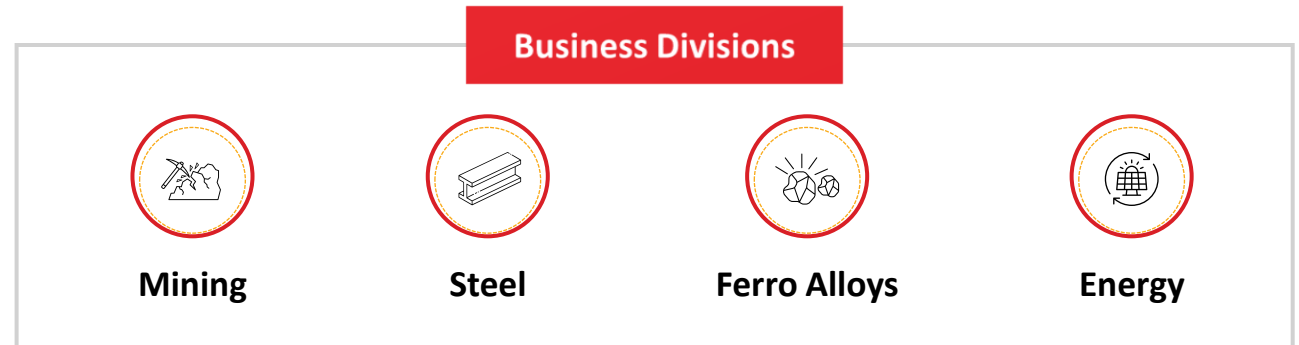 Business Divisions
Mining
Steel
Ferro Alloys
Energy